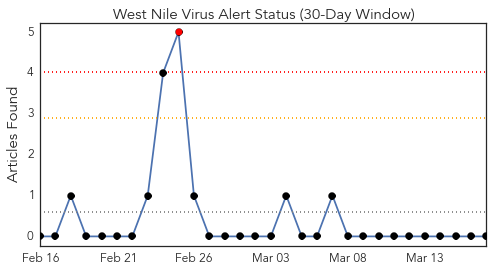 West Nile Virus Alert Status (30-Day Window)
Articles Found
5
4
3
2
1
0
Feb 16 Feb 21 Feb 26 Mar 03 Mar 08 Mar 13